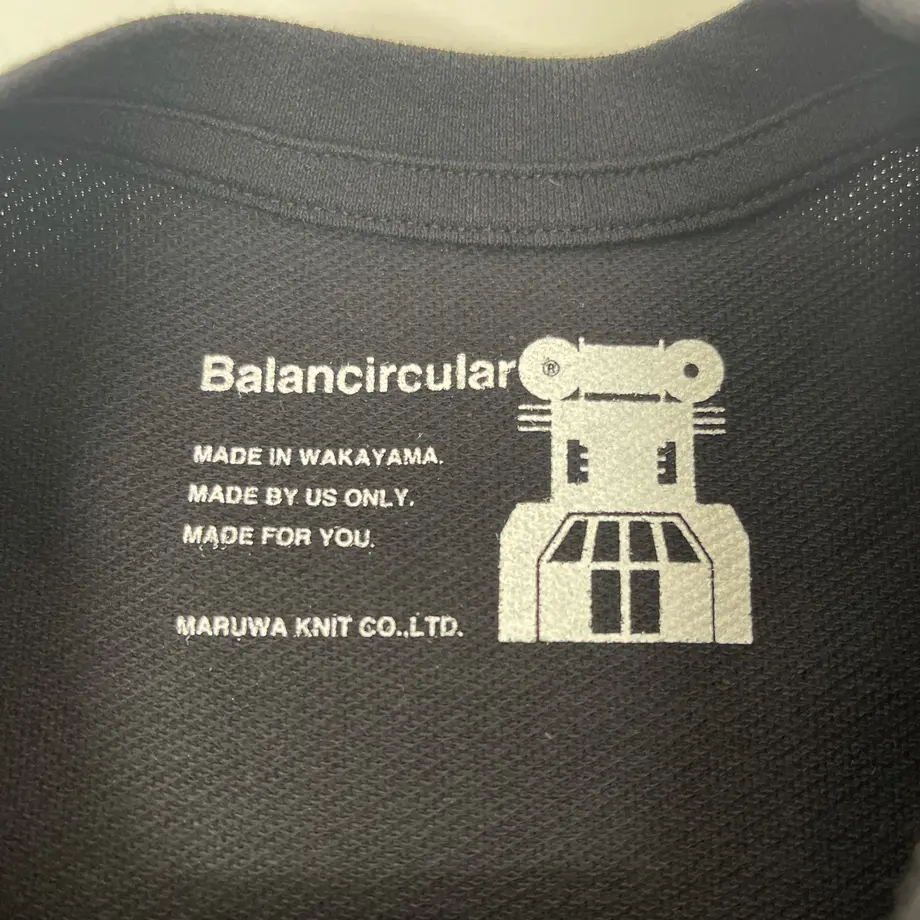 Balancircular®
MADE IN WAKAYAMA.
MADE BY US ONLY.
MADE FOR YOU.
MARUWA KNIT CO.,LTD.